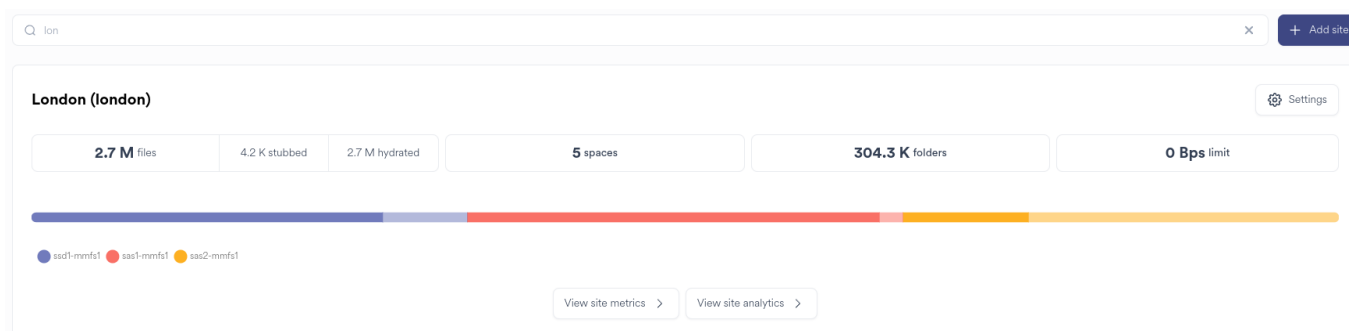 lon
+ Add site
London (london)
Settings
2.7 M files 4.2 K stubbed 2.7 M hydrated 5 spaces 304.3 K folders 0 Bps limit
ssd1-mmfs1 sas1-mmfs1 sas2-mmfs1
View site metrics > View site analytics >